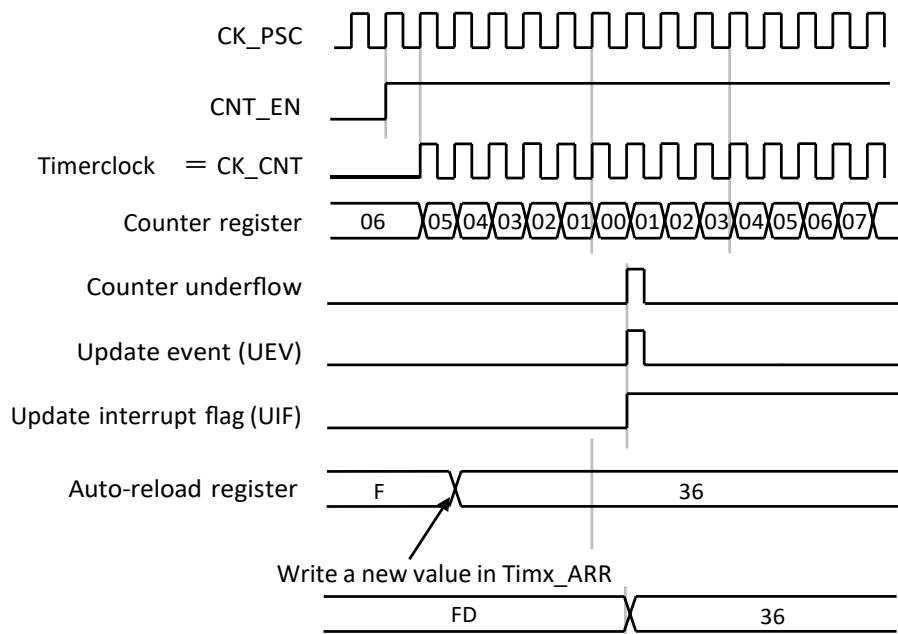 CK_PSC
CNT_EN
Timerclock = CK_CNT
Counter register 06 05 04 03 02 01 00 01 02 03 04 05 06 07
Counter underflow
Update event (UEV)
Update interrupt flag (UIF)
Auto-reload register F 36
Write a new value in Timx_ARR
FD 36